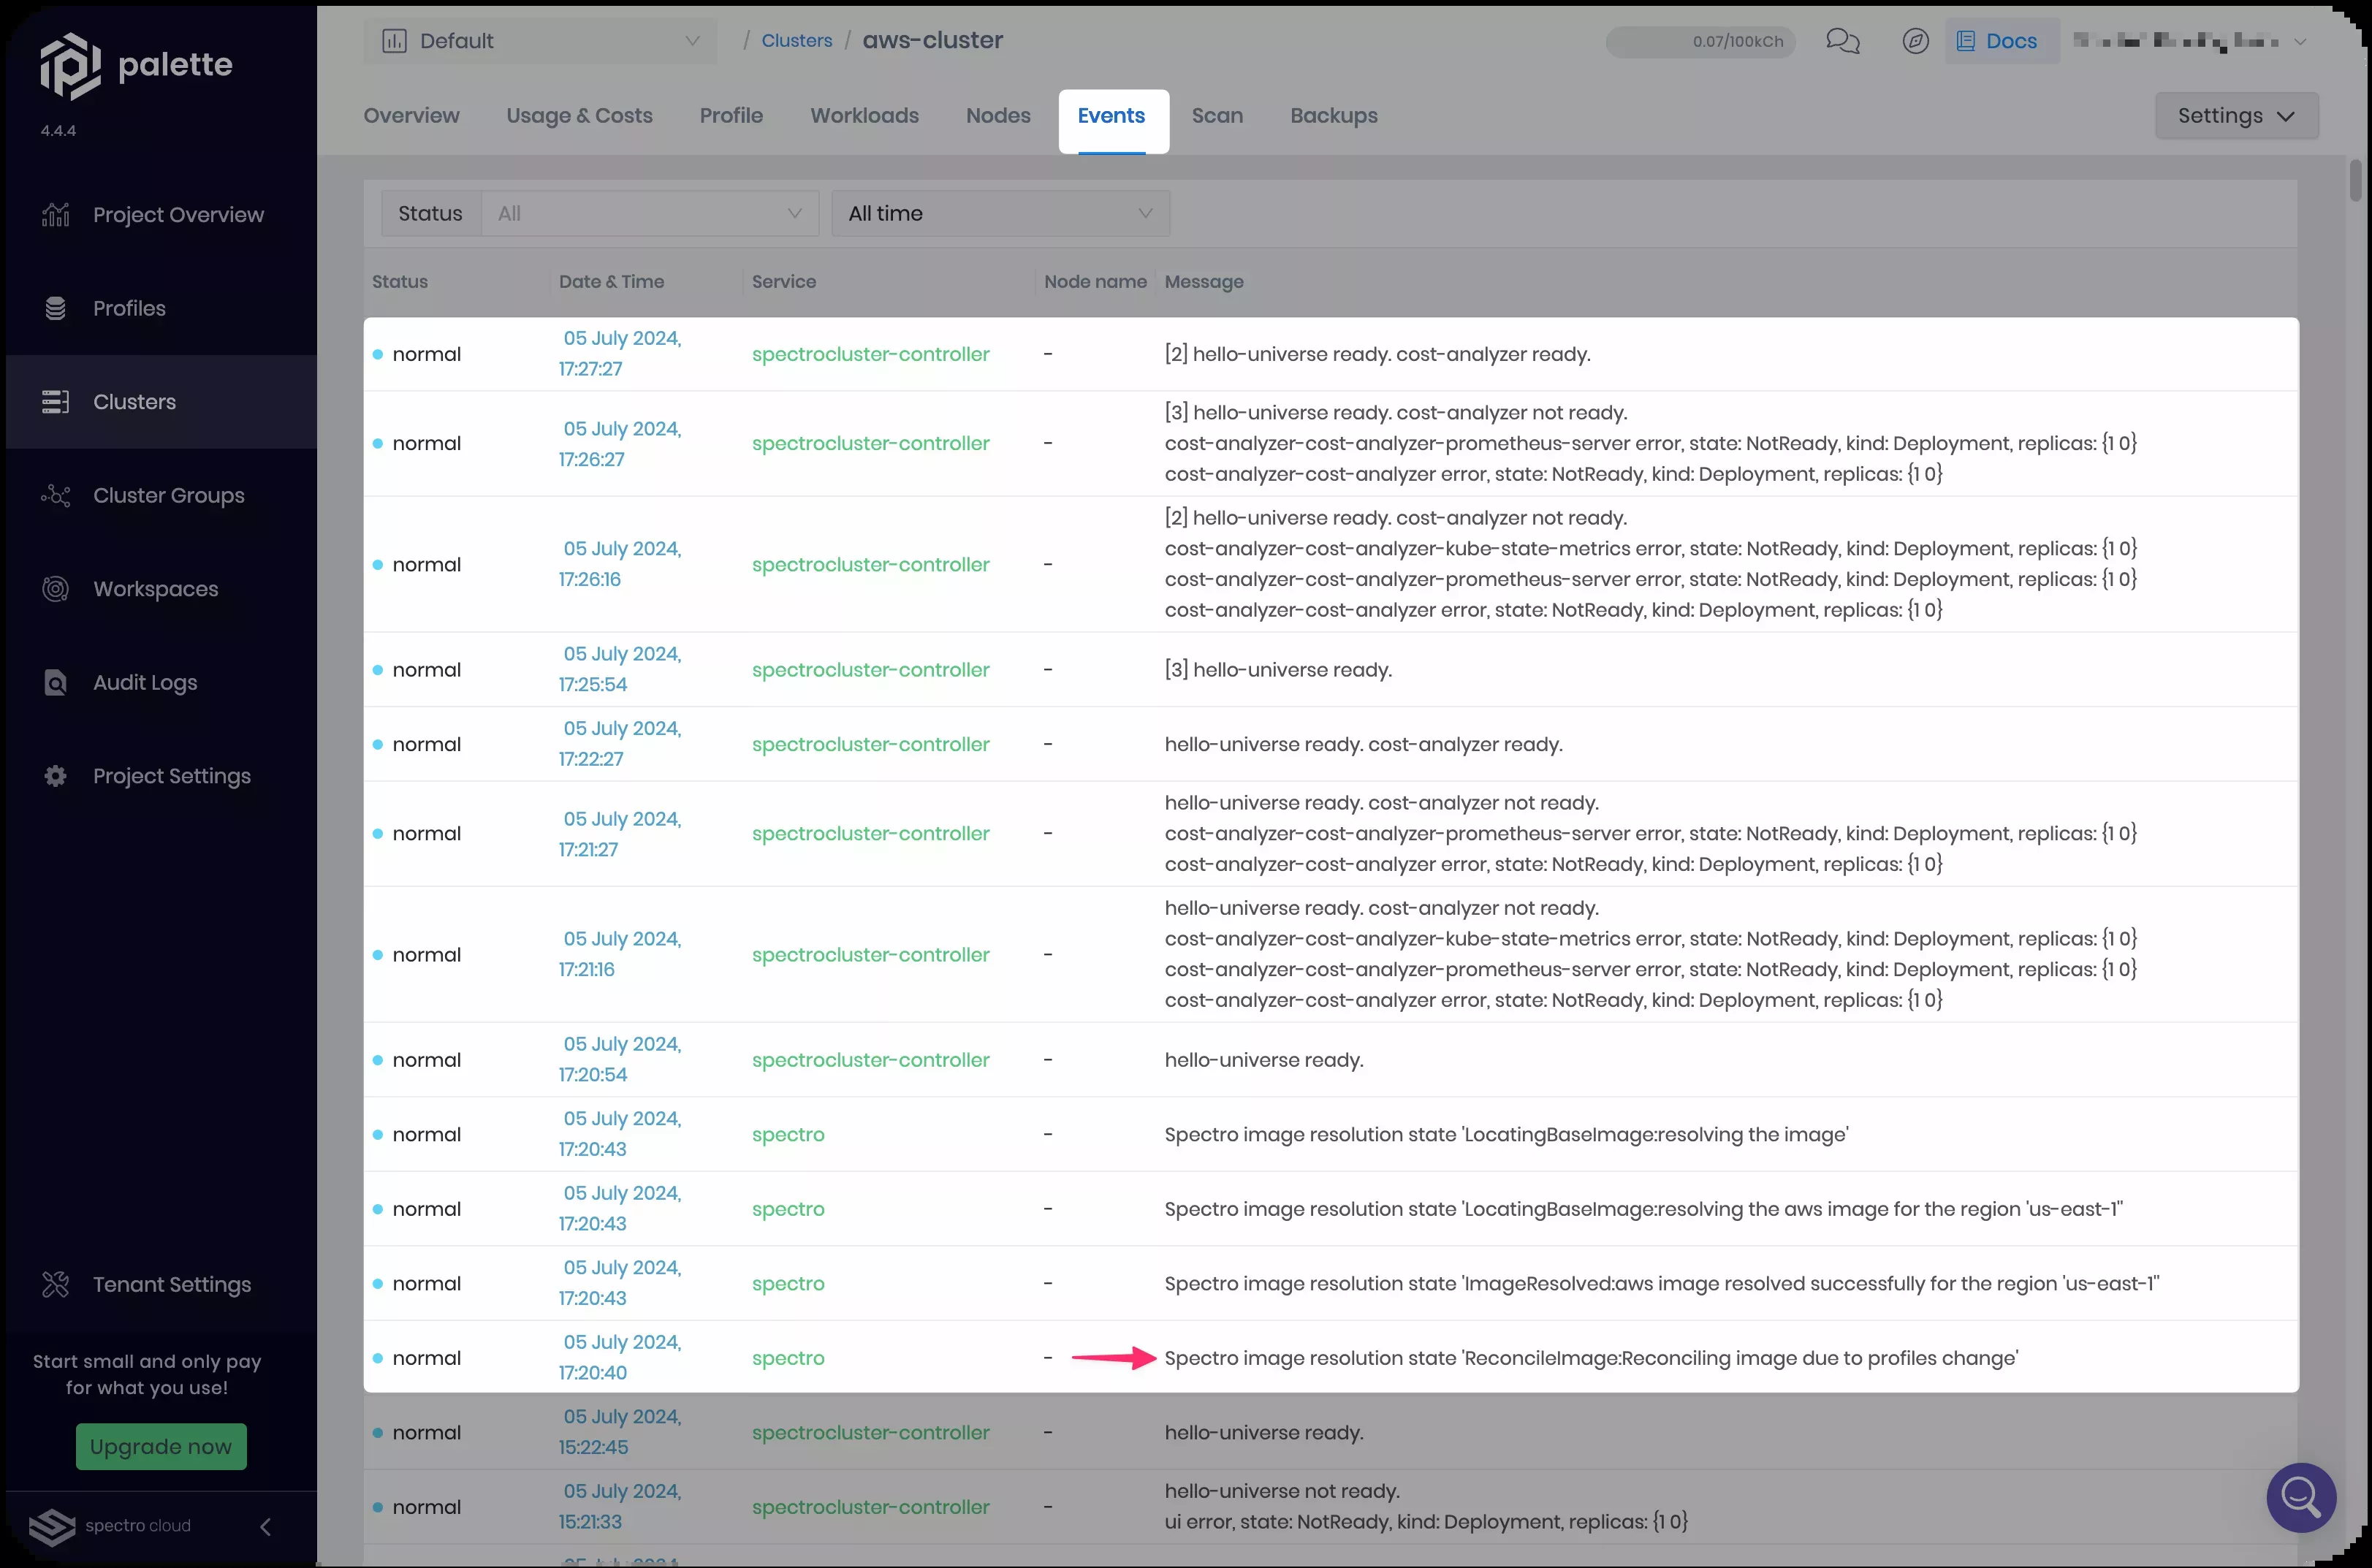 palette
4.4.4
Project Overview
Profiles
Clusters
Cluster Groups
Workspaces
Audit Logs
Project Settings
Tenant Settings
Start small and only pay
for what you use!
Upgrade now
spectro cloud
Default / Clusters / aws-cluster 0.07/100kCh Docs
Overview Usage & Costs Profile Workloads Nodes Events Scan Backups Settings
Status All All time
Status Date & Time Service Node name Message
normal 05 July 2024, 17:27:27 spectrocluster-controller - [2] hello-universe ready. cost-analyzer ready.
normal 05 July 2024, 17:26:27 spectrocluster-controller - [3] hello-universe ready. cost-analyzer not ready.
cost-analyzer-cost-analyzer-prometheus-server error, state: NotReady, kind: Deployment, replicas: {1 0}
cost-analyzer-cost-analyzer error, state: NotReady, kind: Deployment, replicas: {1 0}
normal 05 July 2024, 17:26:16 spectrocluster-controller - [2] hello-universe ready. cost-analyzer not ready.
cost-analyzer-cost-analyzer-kube-state-metrics error, state: NotReady, kind: Deployment, replicas: {1 0}
cost-analyzer-cost-analyzer-prometheus-server error, state: NotReady, kind: Deployment, replicas: {1 0}
cost-analyzer-cost-analyzer error, state: NotReady, kind: Deployment, replicas: {1 0}
normal 05 July 2024, 17:25:54 spectrocluster-controller - [3] hello-universe ready.
normal 05 July 2024, 17:22:27 spectrocluster-controller - hello-universe ready. cost-analyzer ready.
normal 05 July 2024, 17:21:27 spectrocluster-controller - hello-universe ready. cost-analyzer not ready.
cost-analyzer-cost-analyzer-prometheus-server error, state: NotReady, kind: Deployment, replicas: {1 0}
cost-analyzer-cost-analyzer error, state: NotReady, kind: Deployment, replicas: {1 0}
normal 05 July 2024, 17:21:16 spectrocluster-controller - hello-universe ready. cost-analyzer not ready.
cost-analyzer-cost-analyzer-kube-state-metrics error, state: NotReady, kind: Deployment, replicas: {1 0}
cost-analyzer-cost-analyzer-prometheus-server error, state: NotReady, kind: Deployment, replicas: {1 0}
cost-analyzer-cost-analyzer error, state: NotReady, kind: Deployment, replicas: {1 0}
normal 05 July 2024, 17:20:54 spectrocluster-controller - hello-universe ready.
normal 05 July 2024, 17:20:43 spectro - Spectro image resolution state 'LocatingBaseImage:resolving the image'
normal 05 July 2024, 17:20:43 spectro - Spectro image resolution state 'LocatingBaseImage:resolving the aws image for the region 'us-east-1''
normal 05 July 2024, 17:20:43 spectro - Spectro image resolution state 'ImageResolved:aws image resolved successfully for the region 'us-east-1''
normal 05 July 2024, 17:20:40 spectro - Spectro image resolution state 'ReconcileImage:Reconciling image due to profiles change'
normal 05 July 2024, 15:22:45 spectrocluster-controller - hello-universe ready.
normal 05 July 2024, 15:21:33 spectrocluster-controller - hello-universe not ready.
ui error, state: NotReady, kind: Deployment, replicas: {1 0}